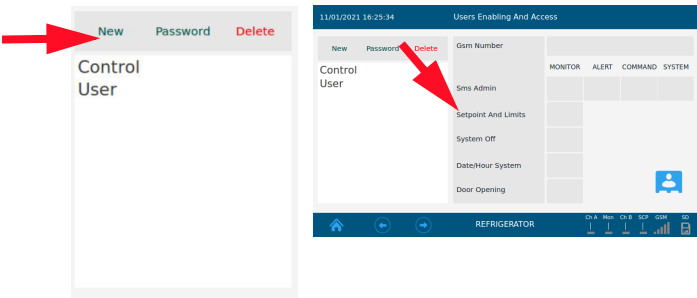 New Password Delete
Control
User
11/01/2021 16:25:34 Users Enabling And Access
New Password Delete
Control
User
Gsm Number
MONITOR ALERT COMMAND SYSTEM
Sms Admin
Setpoint And Limits
System Off
Date/Hour System
Door Opening
REFRIGERATOR
Ch A Mon Ch B SCP GSM SD